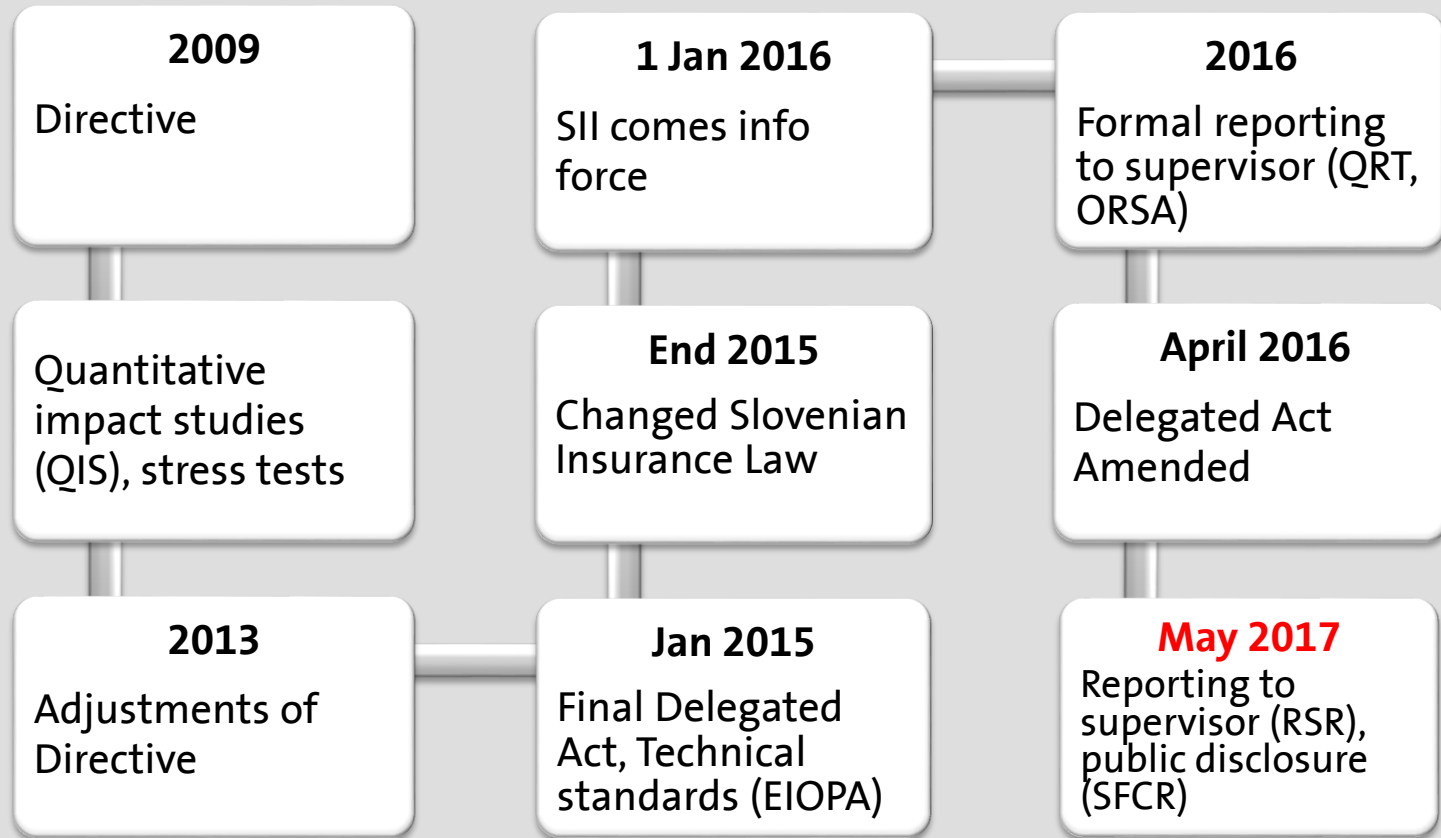 2009
Directive
Quantitative
impact studies
(QIS), stress tests
2013
Adjustments of
Directive
Jan 2015
Final Delegated
Act, Technical
standards (EIOPA)
End 2015
Changed Slovenian
Insurance Law
1 Jan 2016
SII comes info
force
2016
Formal reporting
to supervisor (QRT,
ORSA)
April 2016
Delegated Act
Amended
May 2017
Reporting to
supervisor (RSR),
public disclosure
(SFCR)